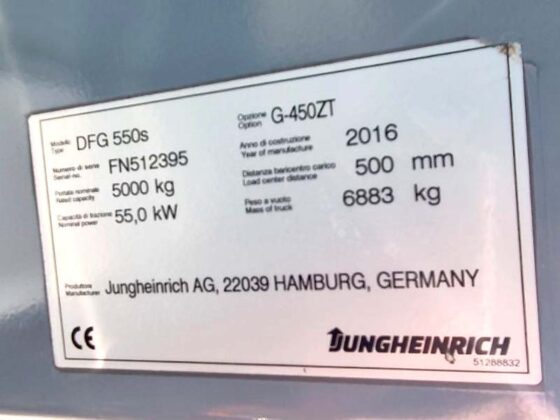 Modello
Type DFG 550s
Opzione
Option G-450ZT
Numero di serie
Serial-no. FN512395
Anno di costruzione
Year of manufacture 2016
Portata nominale
Rated capacity 5000 kg
Distanza baricentro carico
Load center distance 500 mm
Capacità di trazione
Nominal power 55,0 kW
Peso a vuoto
Mass of truck 6883 kg
Produttore
Manufacturer Jungheinrich AG, 22039 HAMBURG, GERMANY
CE
JUNGHEINRICH
51288832